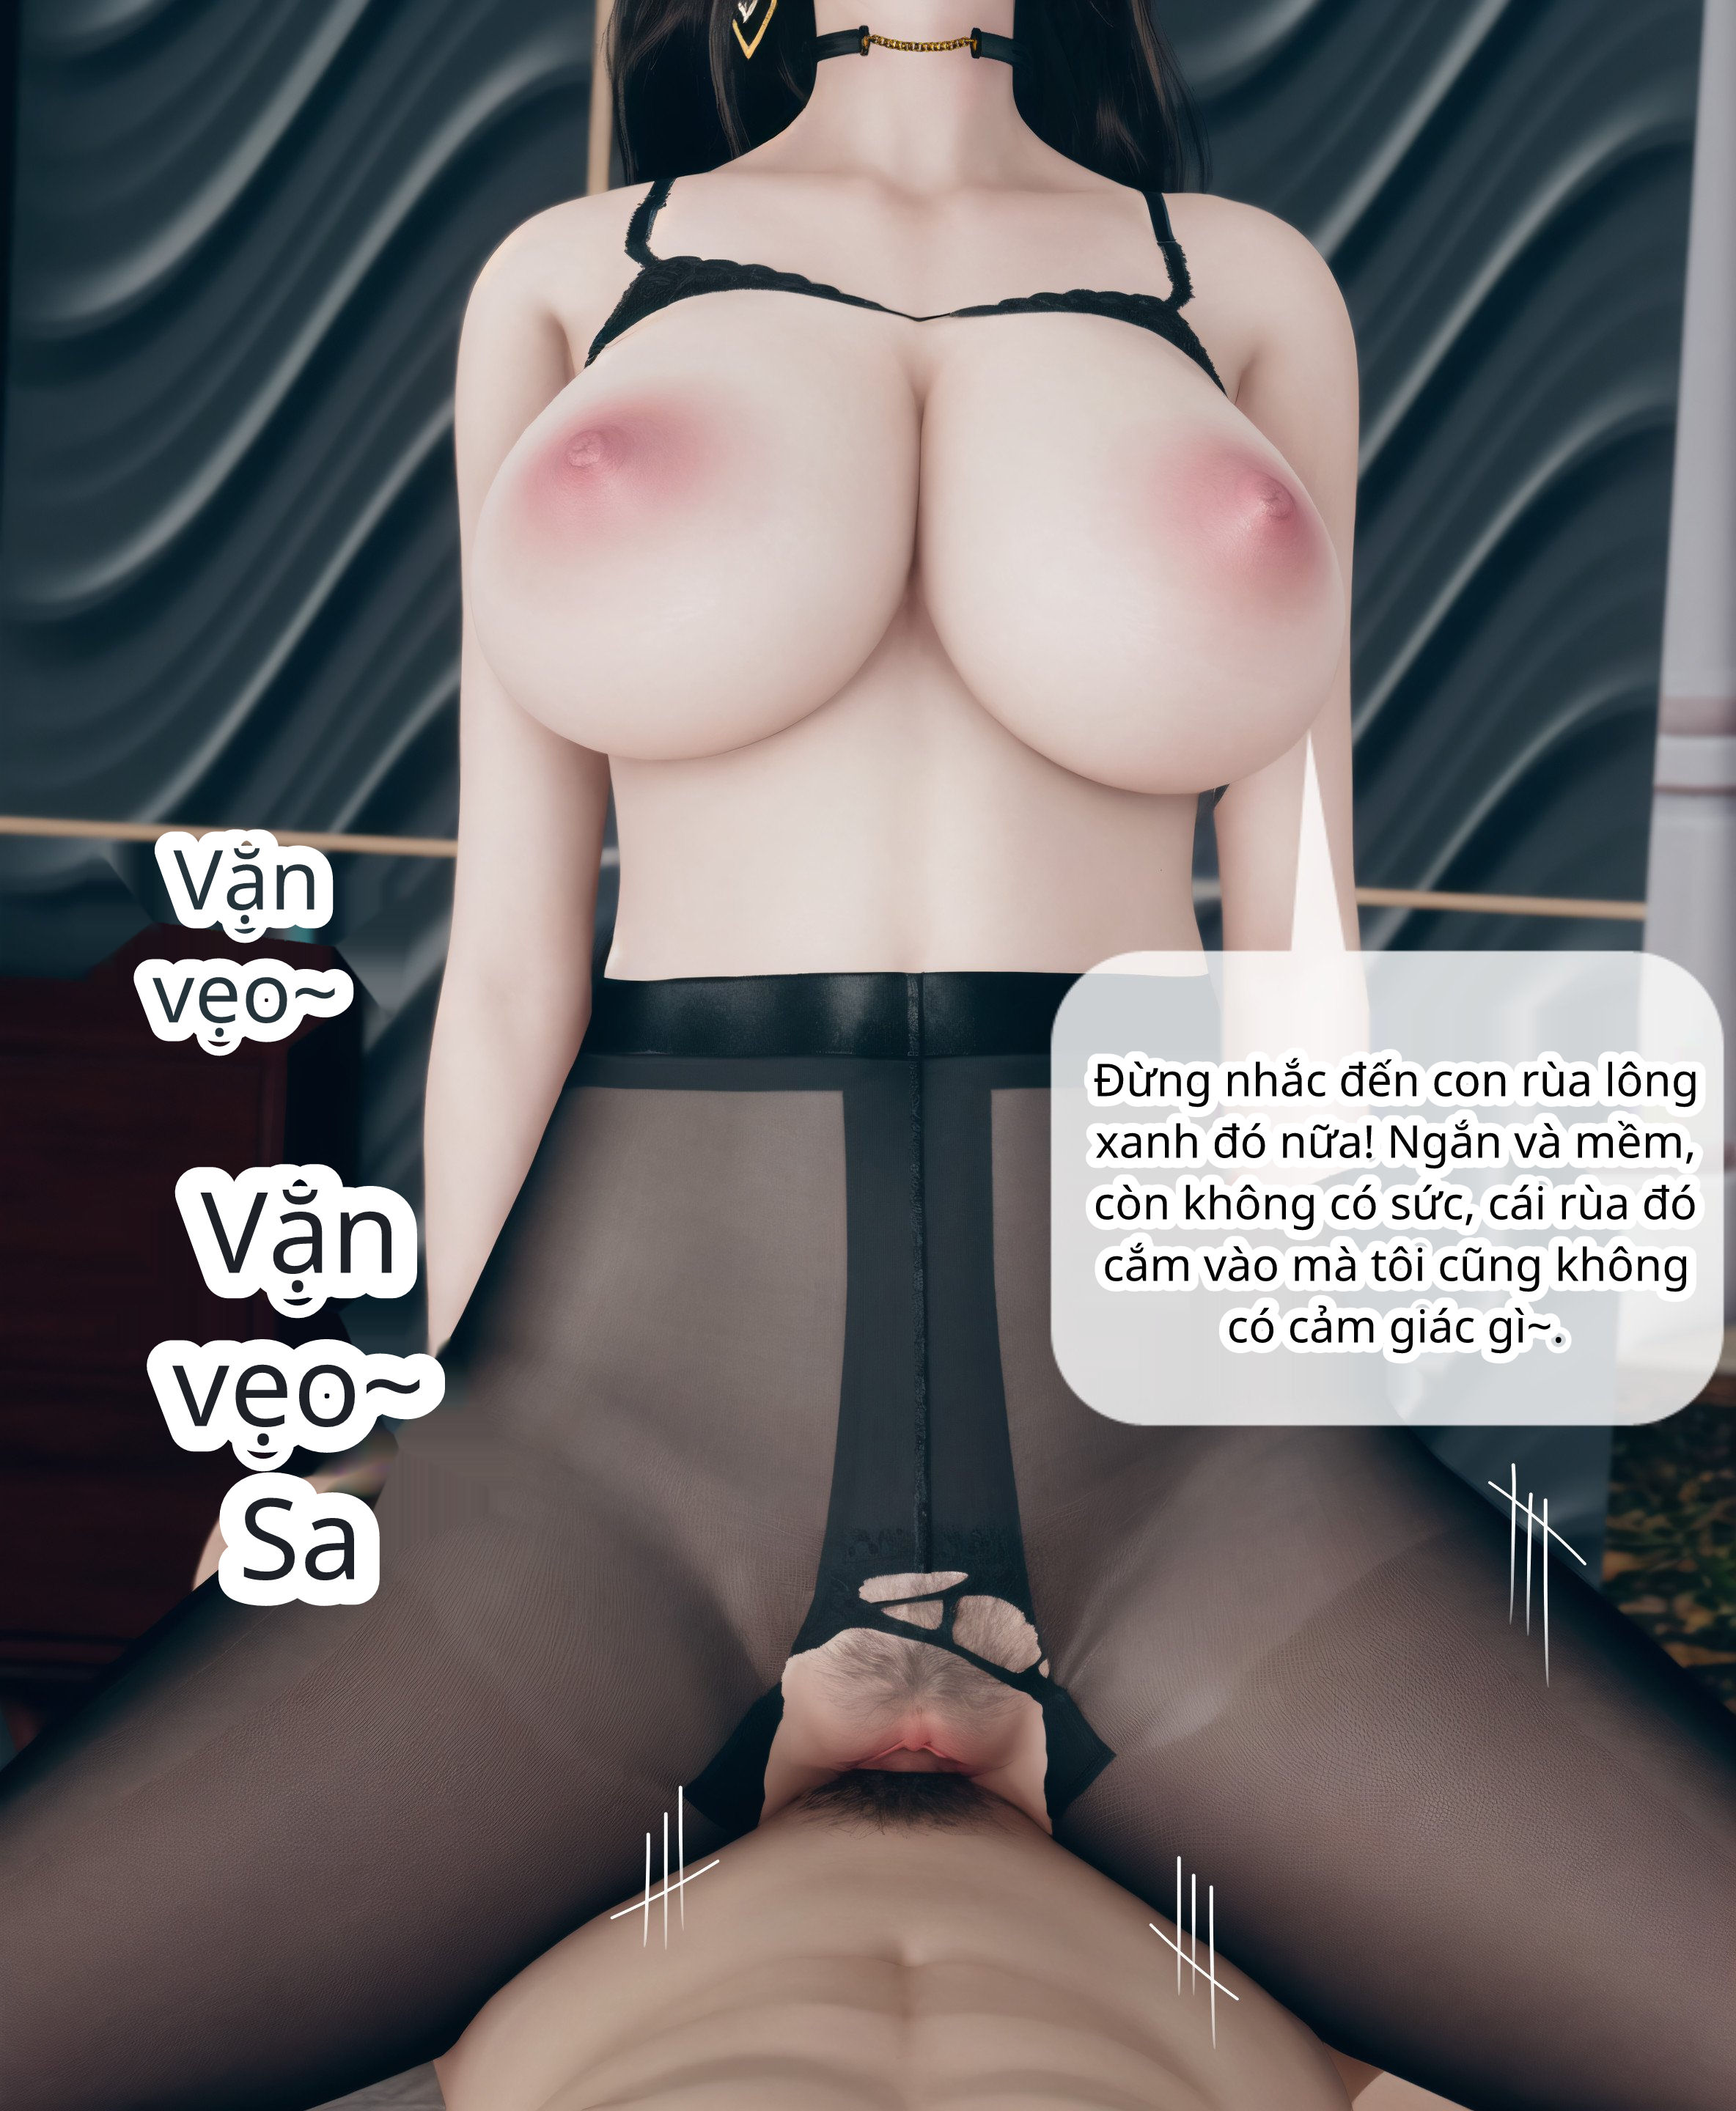 Vặn
vẹo~
Vặn
vẹo~
Sa
Đừng nhắc đến con rùa lông
xanh đó nữa! Ngắn và mềm,
còn không có sức, cái rùa đó
cắm vào mà tôi cũng không
có cảm giác gì~.